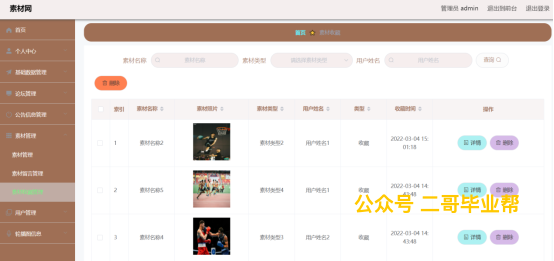 素材网
管理员 admin 退出到前台 退出登录
首页
个人中心
基础数据管理
论坛管理
公告信息管理
素材管理
素材管理
素材留言管理
素材收藏管理
用户管理
轮播图信息
首页 素材收藏
素材名称 素材名称 素材类型 请选择素材类型 用户姓名 用户姓名 查询
删除
索引 素材名称 素材照片 素材类型 用户姓名 类型 收藏时间 操作
1 素材名称2 素材类型2 用户姓名1 收藏 2022-03-04 15:
01:18 详情 删除
2 素材名称5 素材类型4 用户姓名1 收藏 2022-03-04 14:
43:48 详情 删除
3 素材名称4 素材类型3 用户姓名2 收藏 2022-03-04 14:
43:48 详情 删除
公众号 二哥毕业帮